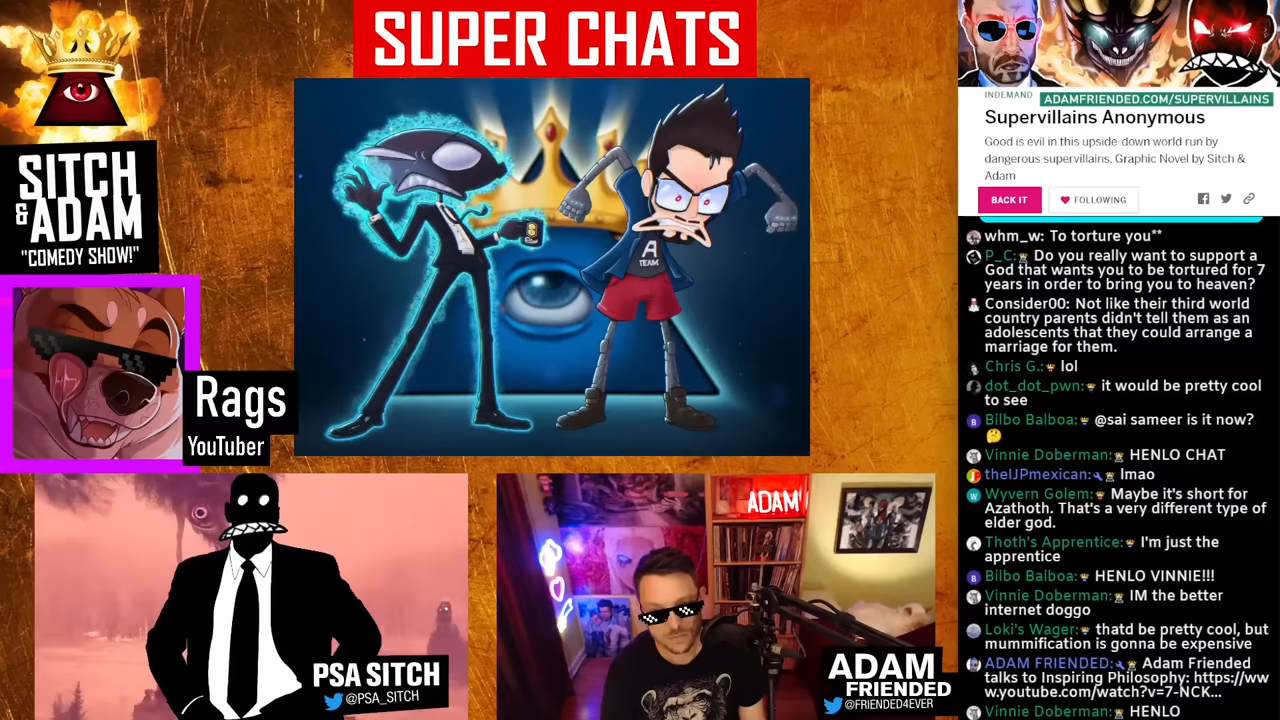 SUPER CHATS
SITCH
& ADAM
"COMEDY SHOW!"
A
TEAM
Rags
YouTuber
PSA SITCH
@PSA_SITCH
ADAM
ADAM
FRIENDED
@FRIENDED4EVER
INDEMAND
ADAMFRIENDED.COM/SUPERVILLAINS
Supervillains Anonymous
Good is evil in this upside-down world run by
dangerous supervillains. Graphic Novel by Sitch &
Adam
BACK IT
FOLLOWING
whm_w: To torture you**
P_C: Do you really want to support a
God that wants you to be tortured for 7
years in order to bring you to heaven?
Consider00: Not like their third world
country parents didn't tell them as an
adolescents that they could arrange a
marriage for them.
Chris G.: lol
dot_dot_pwn: it would be pretty cool
to see
B
Bilbo Balboa: @sai sameer is it now?
Vinnie Doberman: HENLO CHAT
theIJPmexican: lmao
W
Wyvern Golem: Maybe it's short for
Azathoth. That's a very different type of
elder god.
Thoth's Apprentice: I'm just the
apprentice
B
Bilbo Balboa: HENLO VINNIE!!!
Vinnie Doberman: IM the better
internet doggo
Loki's Wager: thatd be pretty cool, but
mummification is gonna be expensive
ADAM FRIENDED: Adam Friended
talks to Inspiring Philosophy: https://ww
w.youtube.com/watch?v=7-NCK...
Vinnie Doberman: HENLO